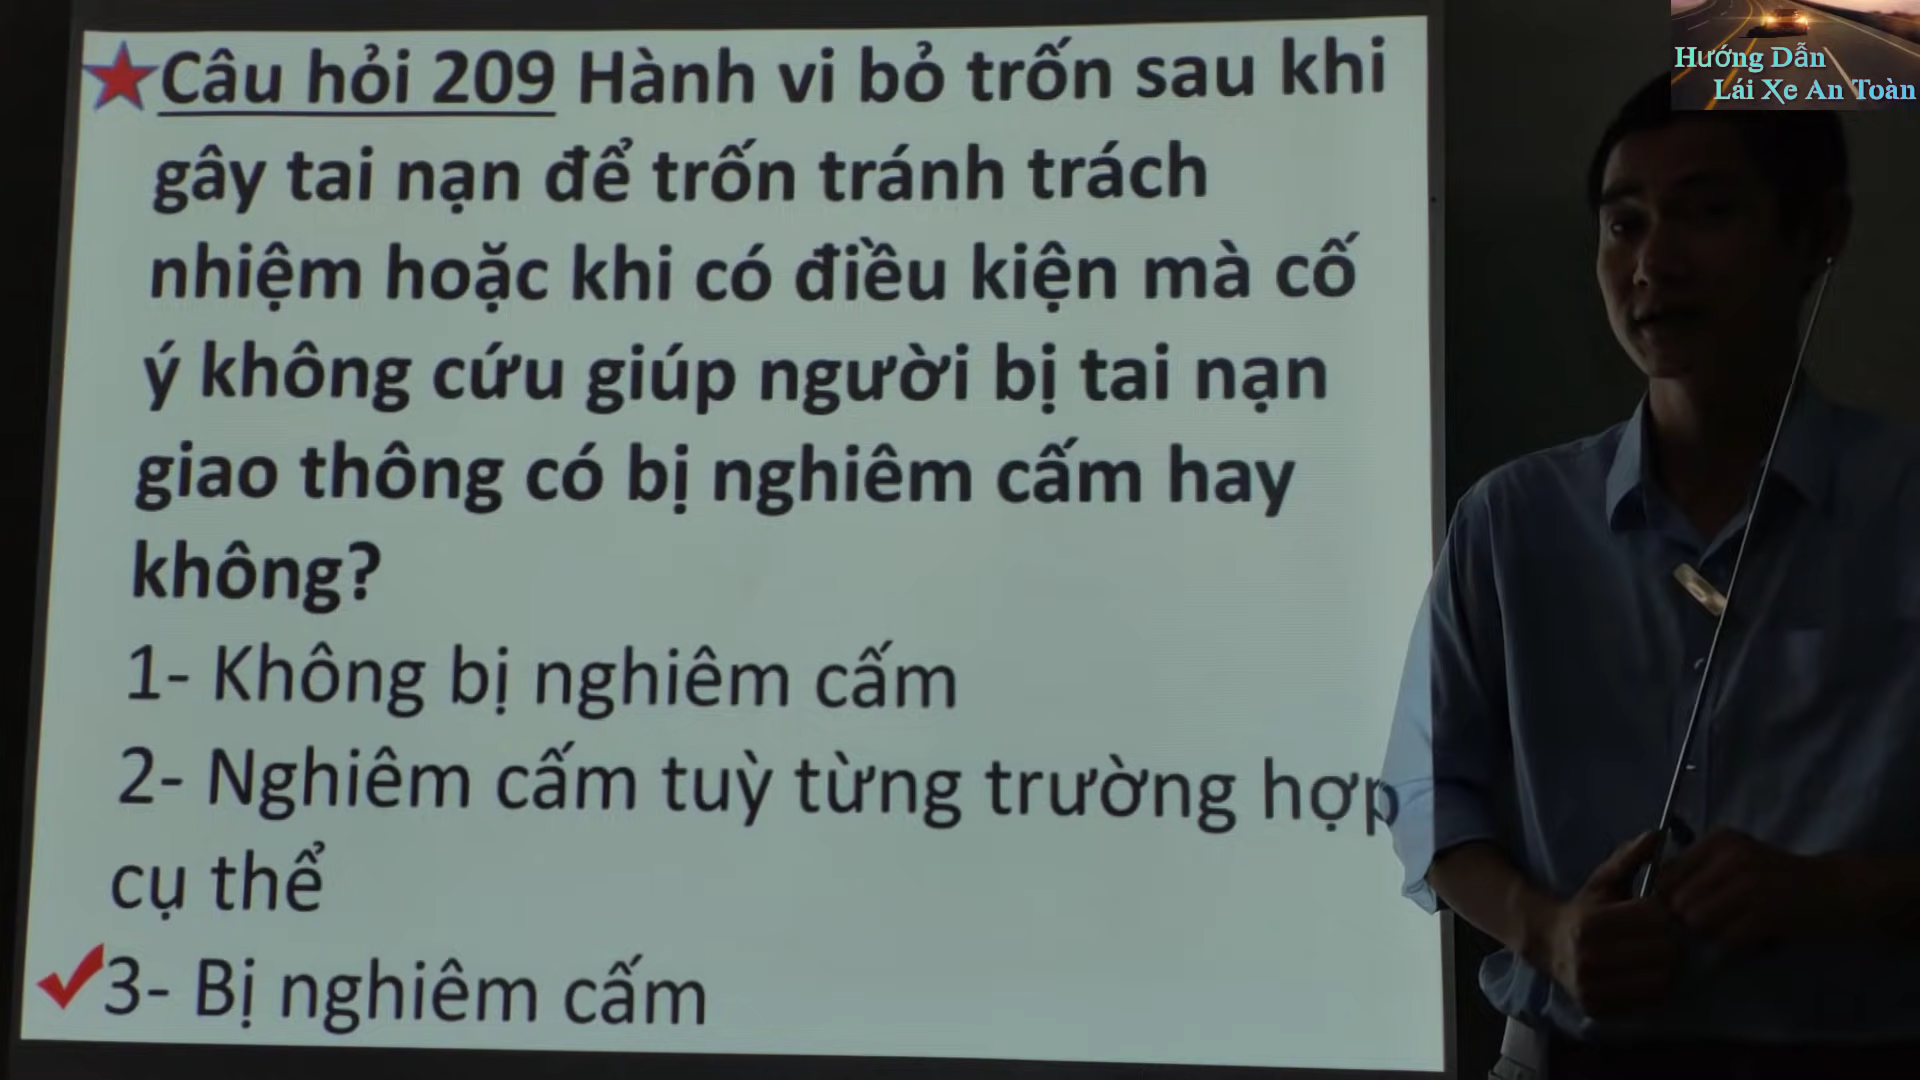 Câu hỏi 209 Hành vi bỏ trốn sau khi
gây tai nạn để trốn tránh trách
nhiệm hoặc khi có điều kiện mà cố
ý không cứu giúp người bị tai nạn
giao thông có bị nghiêm cấm hay
không?
1- Không bị nghiêm cấm
2- Nghiêm cấm tuỳ từng trường hợp
cụ thể
3- Bị nghiêm cấm
Hướng Dẫn
Lái Xe An Toàn